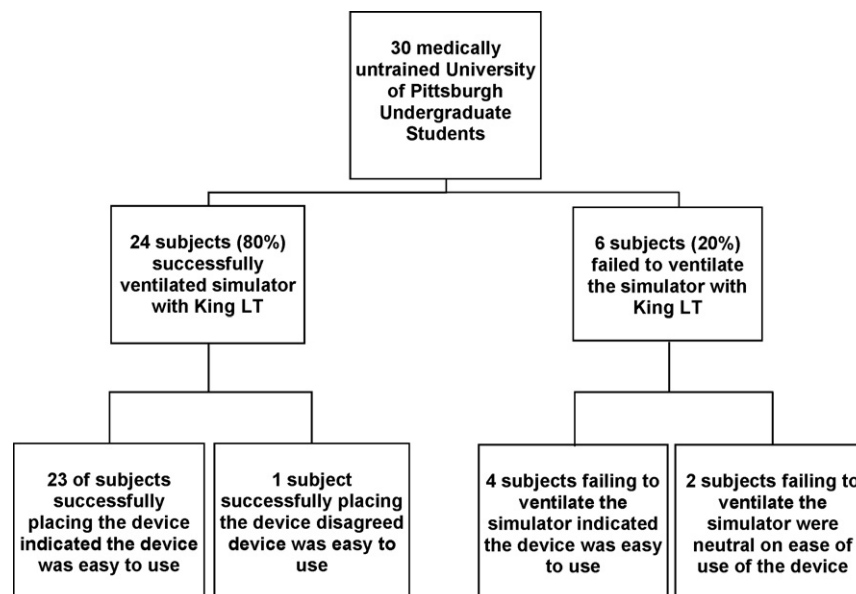 30 medically
untrained University
of Pittsburgh
Undergraduate
Students
24 subjects (80%)
successfully
ventilated simulator
with King LT
6 subjects (20%)
failed to ventilate
the simulator with
King LT
23 of subjects
successfully
placing the device
indicated the device
was easy to use
1 subject
successfully placing
the device disagreed
device was easy to
use
4 subjects failing to
ventilate the
simulator indicated
the device was easy
to use
2 subjects failing to
ventilate the
simulator were
neutral on ease of
use of the device